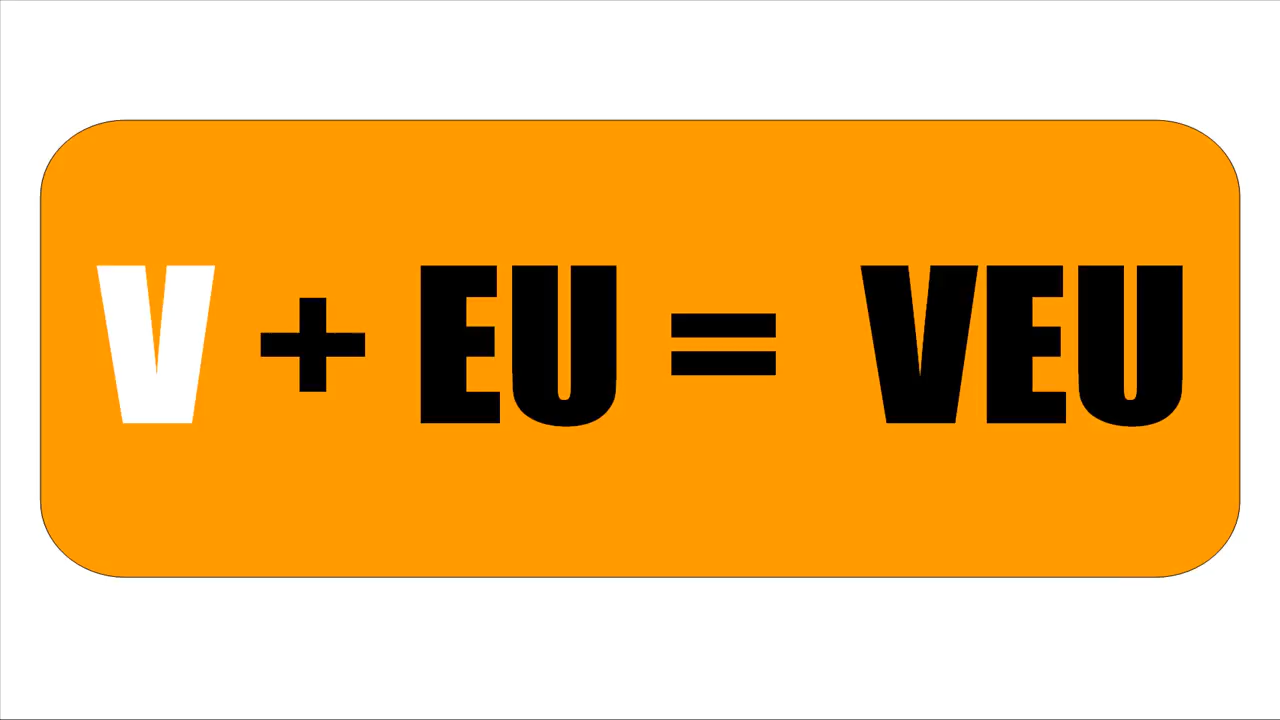 V + EU = VEU